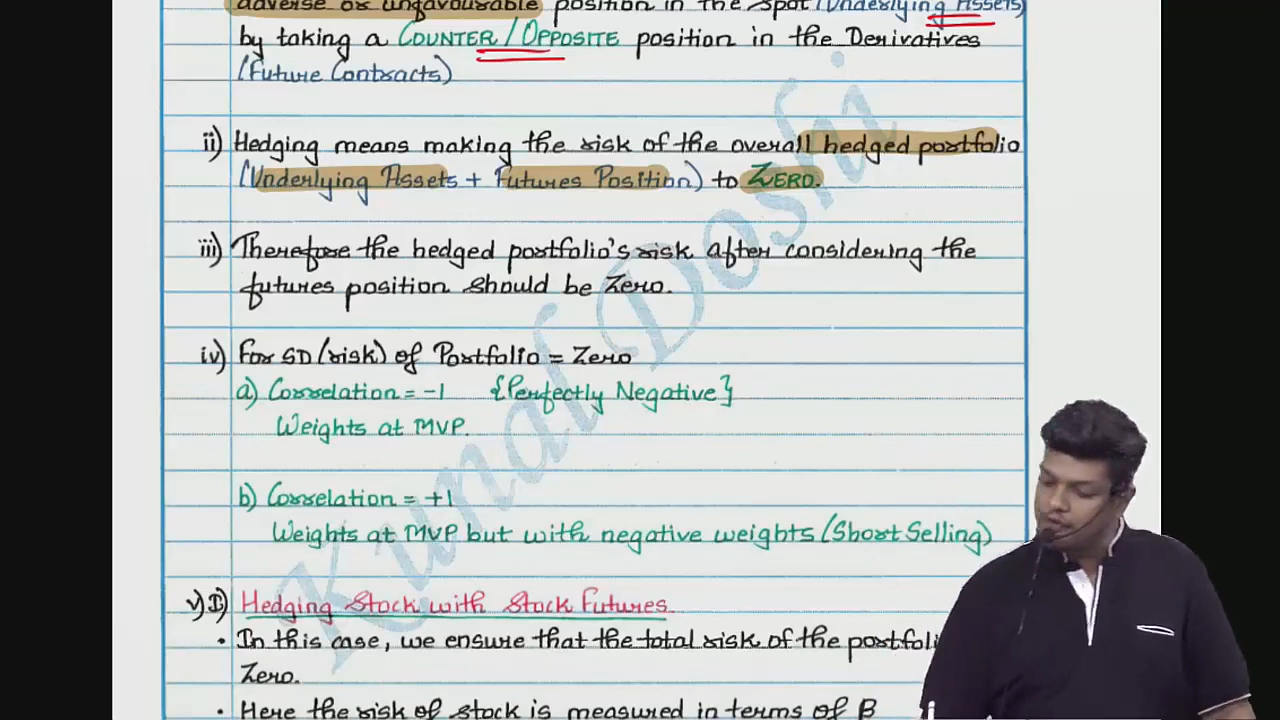 adverse or unfavourable position in the spot (Underlying Assets)
by taking a COUNTER/OPPOSITE position in the Derivatives
(Future Contracts)
ii) Hedging means making the risk of the overall hedged portfolio
(Underlying Assets + Futures Position) to ZERO.
iii) Therefore the hedged portfolio's risk after considering the
futures position should be Zero.
iv) For SD (risk) of Portfolio = Zero
a) Correlation = -1 {Perfectly Negative}
Weights at MVP.
b) Correlation = +1
Weights at MVP but with negative weights (Short Selling)
v) I) Hedging Stock with Stock Futures.
• In this case, we ensure that the total risk of the portfoli
Zero.
• Here the risk of stock is measured in terms of B
Kunal Doshi